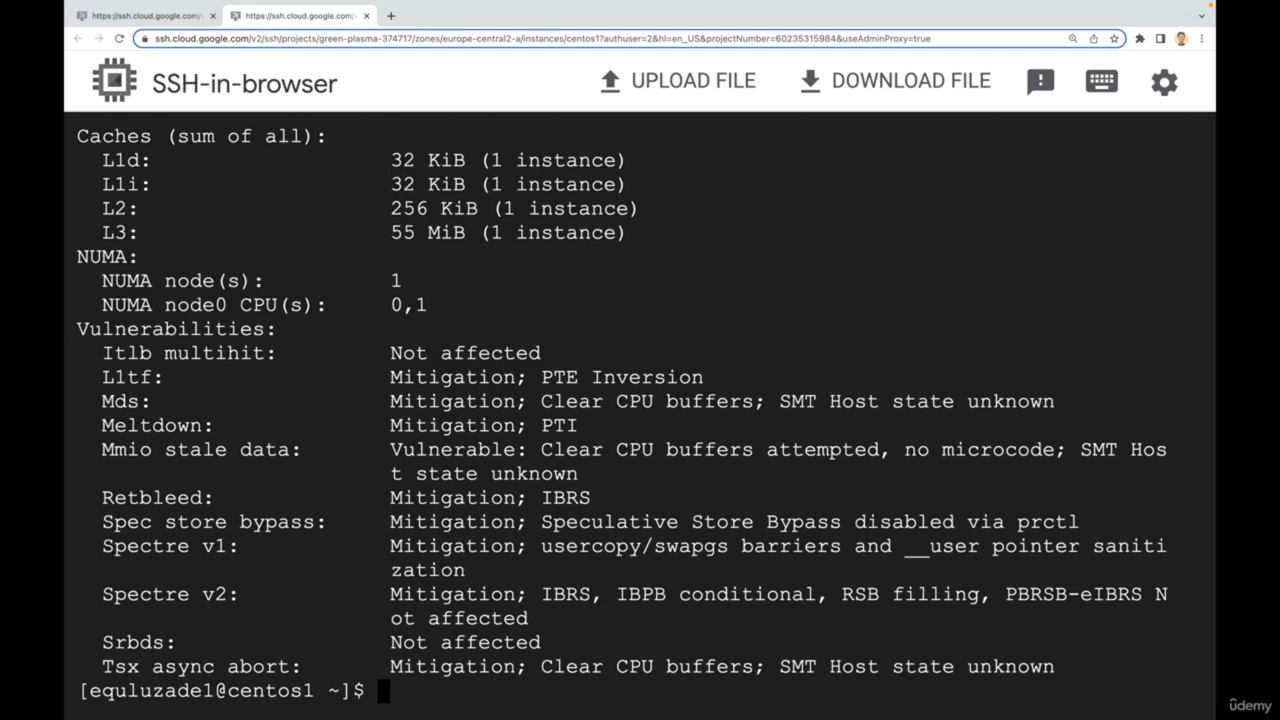 https://ssh.cloud.google.com/v
https://ssh.cloud.google.com/v
ssh.cloud.google.com/v2/ssh/projects/green-plasma-374717/zones/europe-central2-a/instances/centos1?authuser=2&hl=en_US&projectNumber=60235315984&useAdminProxy=true
SSH-in-browser
UPLOAD FILE
DOWNLOAD FILE
Caches (sum of all):
L1d: 32 KiB (1 instance)
L1i: 32 KiB (1 instance)
L2: 256 KiB (1 instance)
L3: 55 MiB (1 instance)
NUMA:
NUMA node(s): 1
NUMA node0 CPU(s): 0,1
Vulnerabilities:
Itlb multihit: Not affected
L1tf: Mitigation; PTE Inversion
Mds: Mitigation; Clear CPU buffers; SMT Host state unknown
Meltdown: Mitigation; PTI
Mmio stale data: Vulnerable: Clear CPU buffers attempted, no microcode; SMT Hos
t state unknown
Retbleed: Mitigation; IBRS
Spec store bypass: Mitigation; Speculative Store Bypass disabled via prctl
Spectre v1: Mitigation; usercopy/swapgs barriers and __user pointer saniti
zation
Spectre v2: Mitigation; IBRS, IBPB conditional, RSB filling, PBRSB-eIBRS N
ot affected
Srbds: Not affected
Tsx async abort: Mitigation; Clear CPU buffers; SMT Host state unknown
[equluzade1@centos1 ~]$
ûdemy